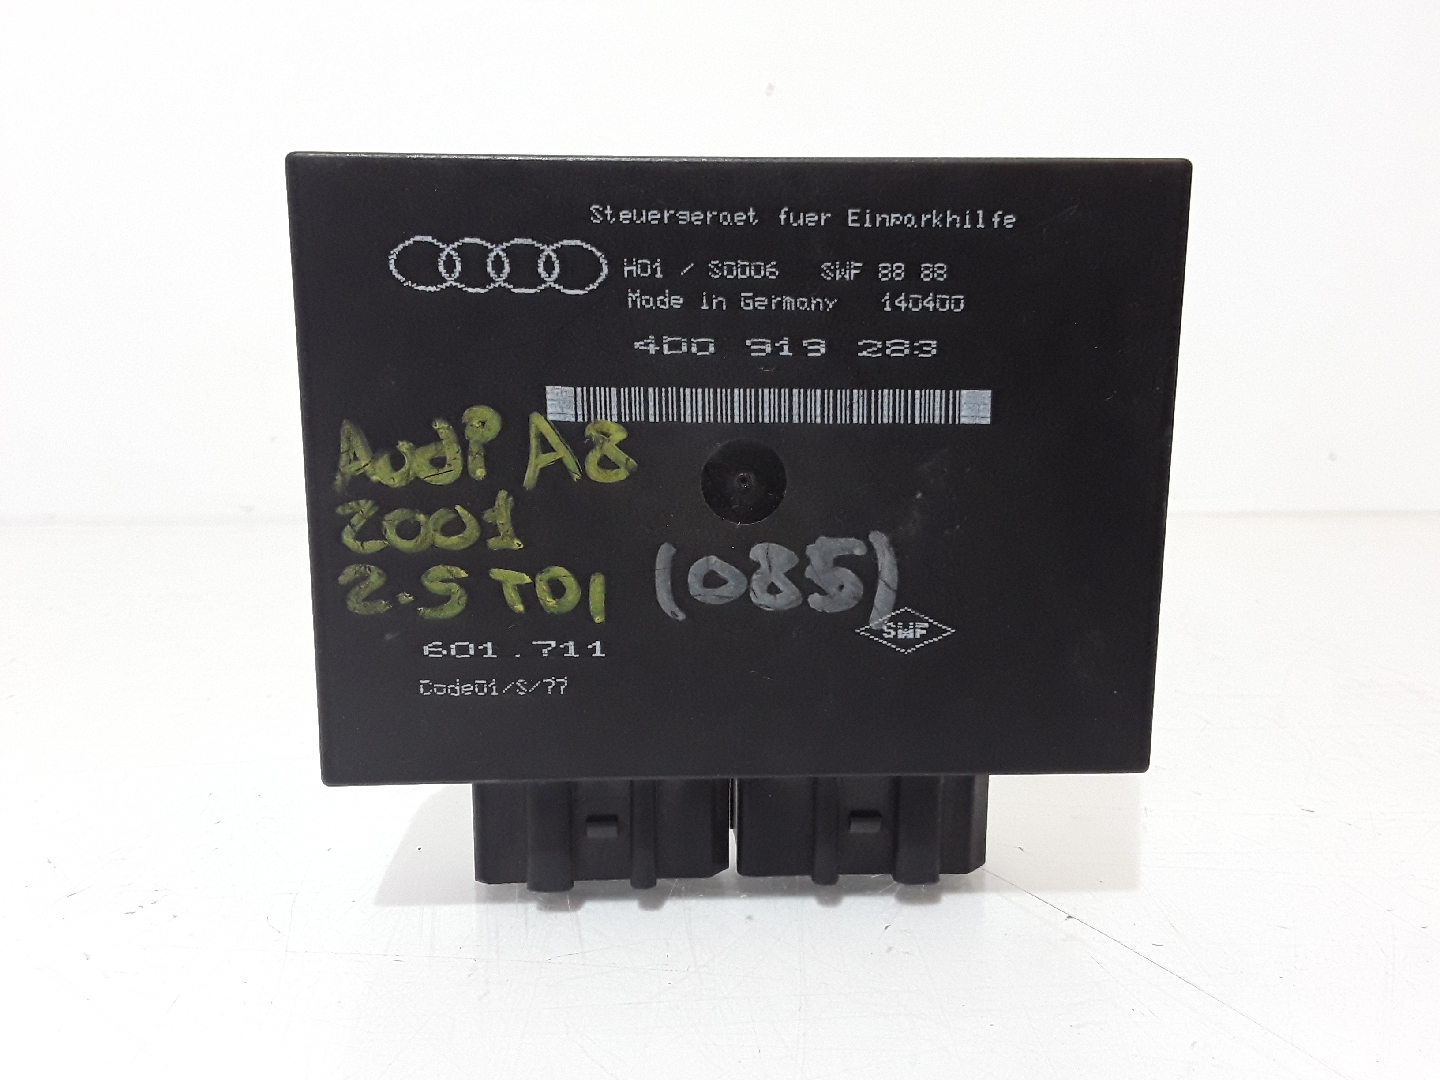 Steuergeraet fuer Einparkhilfe
H01 / S0006 SWF 88 88
Made in Germany 140400
4D0 919 283
Audi A8
2001
2.5 TDI
(085)
SWF
601.711
Code01/S/77